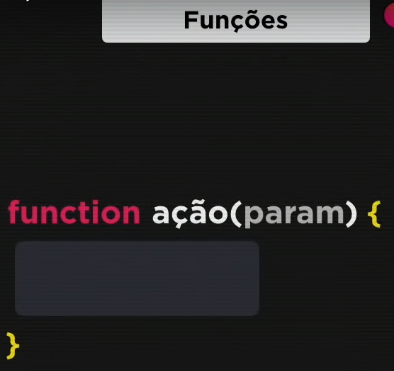 Funções
function ação(param) {
}